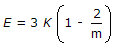 E = 3 K (1 - 2/m)